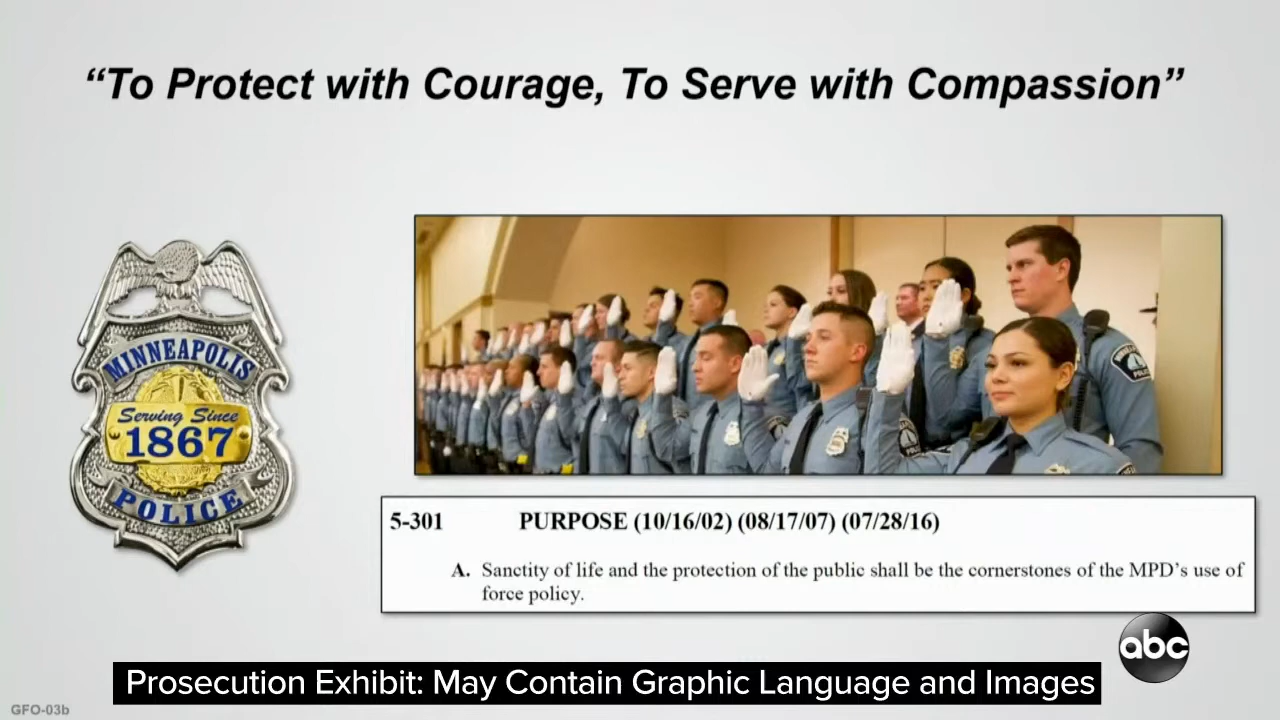 “To Protect with Courage, To Serve with Compassion”
MINNEAPOLIS
Serving Since
1867
POLICE
5-301 PURPOSE (10/16/02) (08/17/07) (07/28/16)
A. Sanctity of life and the protection of the public shall be the cornerstones of the MPD’s use of
force policy.
abc
Prosecution Exhibit: May Contain Graphic Language and Images
GFO-03b